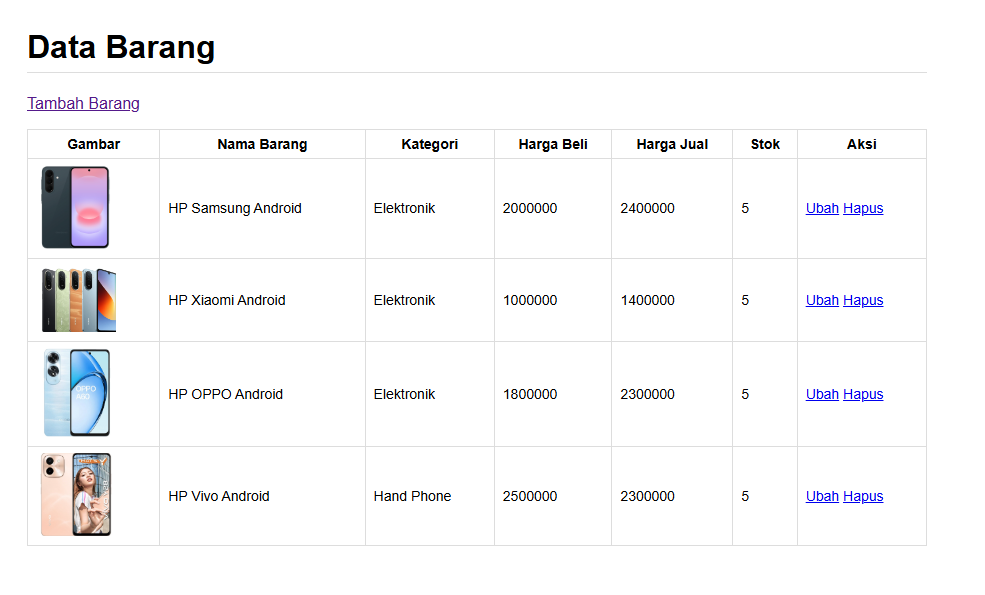 Data Barang
Tambah Barang
Gambar Nama Barang Kategori Harga Beli Harga Jual Stok Aksi
HP Samsung Android Elektronik 2000000 2400000 5 Ubah Hapus
HP Xiaomi Android Elektronik 1000000 1400000 5 Ubah Hapus
OPPO
A60
HP OPPO Android Elektronik 1800000 2300000 5 Ubah Hapus
HP Vivo Android Hand Phone 2500000 2300000 5 Ubah Hapus